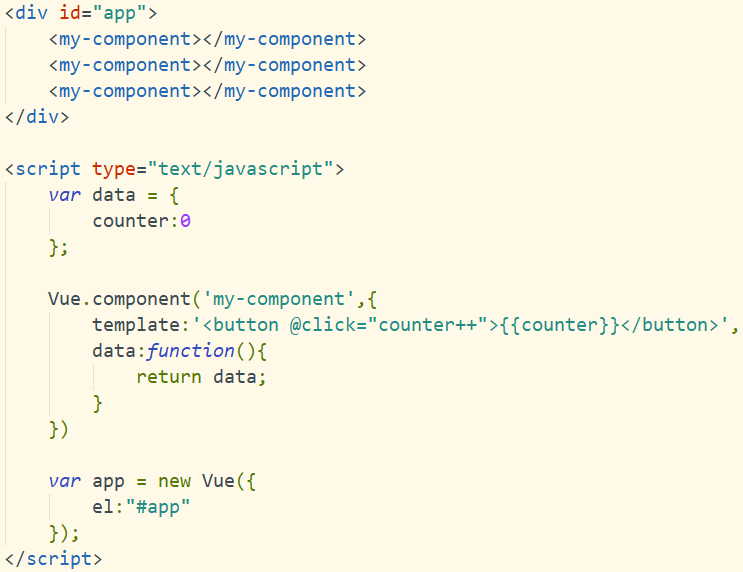 <div id="app">
    <my-component></my-component>
    <my-component></my-component>
    <my-component></my-component>
</div>

<script type="text/javascript">
    var data = {
        counter:0
    };

    Vue.component('my-component',{
        template:'<button @click="counter++">{{counter}}</button>',
        data:function(){
            return data;
        }
    })

    var app = new Vue({
        el:"#app"
    });
</script>